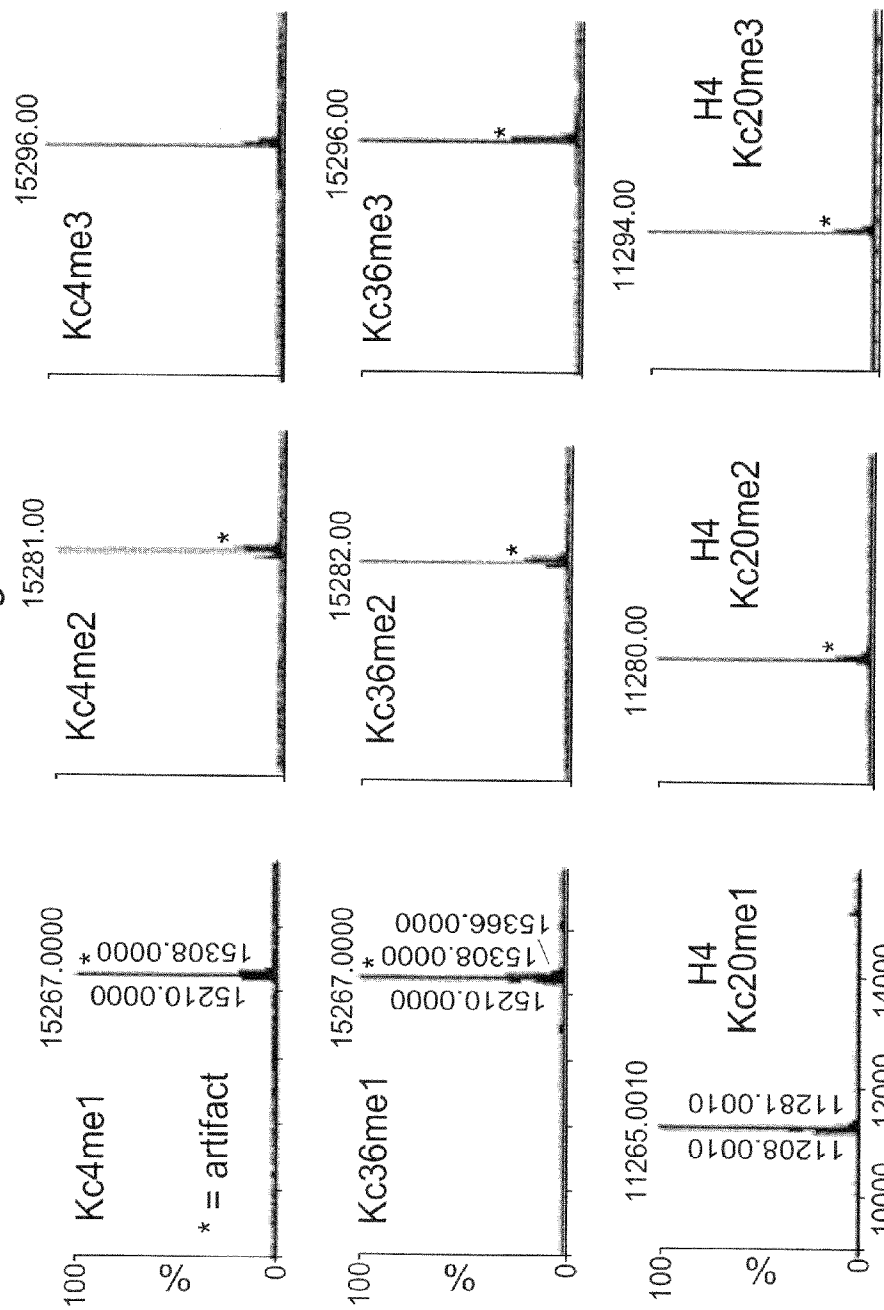 15267.0000
Kc4me1
*
15210.0000
15308.0000
* = artifact
100
%
0
15281.00
Kc4me2
*
15296.00
Kc4me3
15267.0000
Kc36me1
*
15210.0000
15308.0000
15366.0000
100
%
0
15282.00
Kc36me2
*
15296.00
Kc36me3
*
11265.0010
H4
Kc20me1
11208.0010
11281.0010
100
%
0
10000 12000 14000
11280.00
H4
Kc20me2
*
11294.00
H4
Kc20me3
*